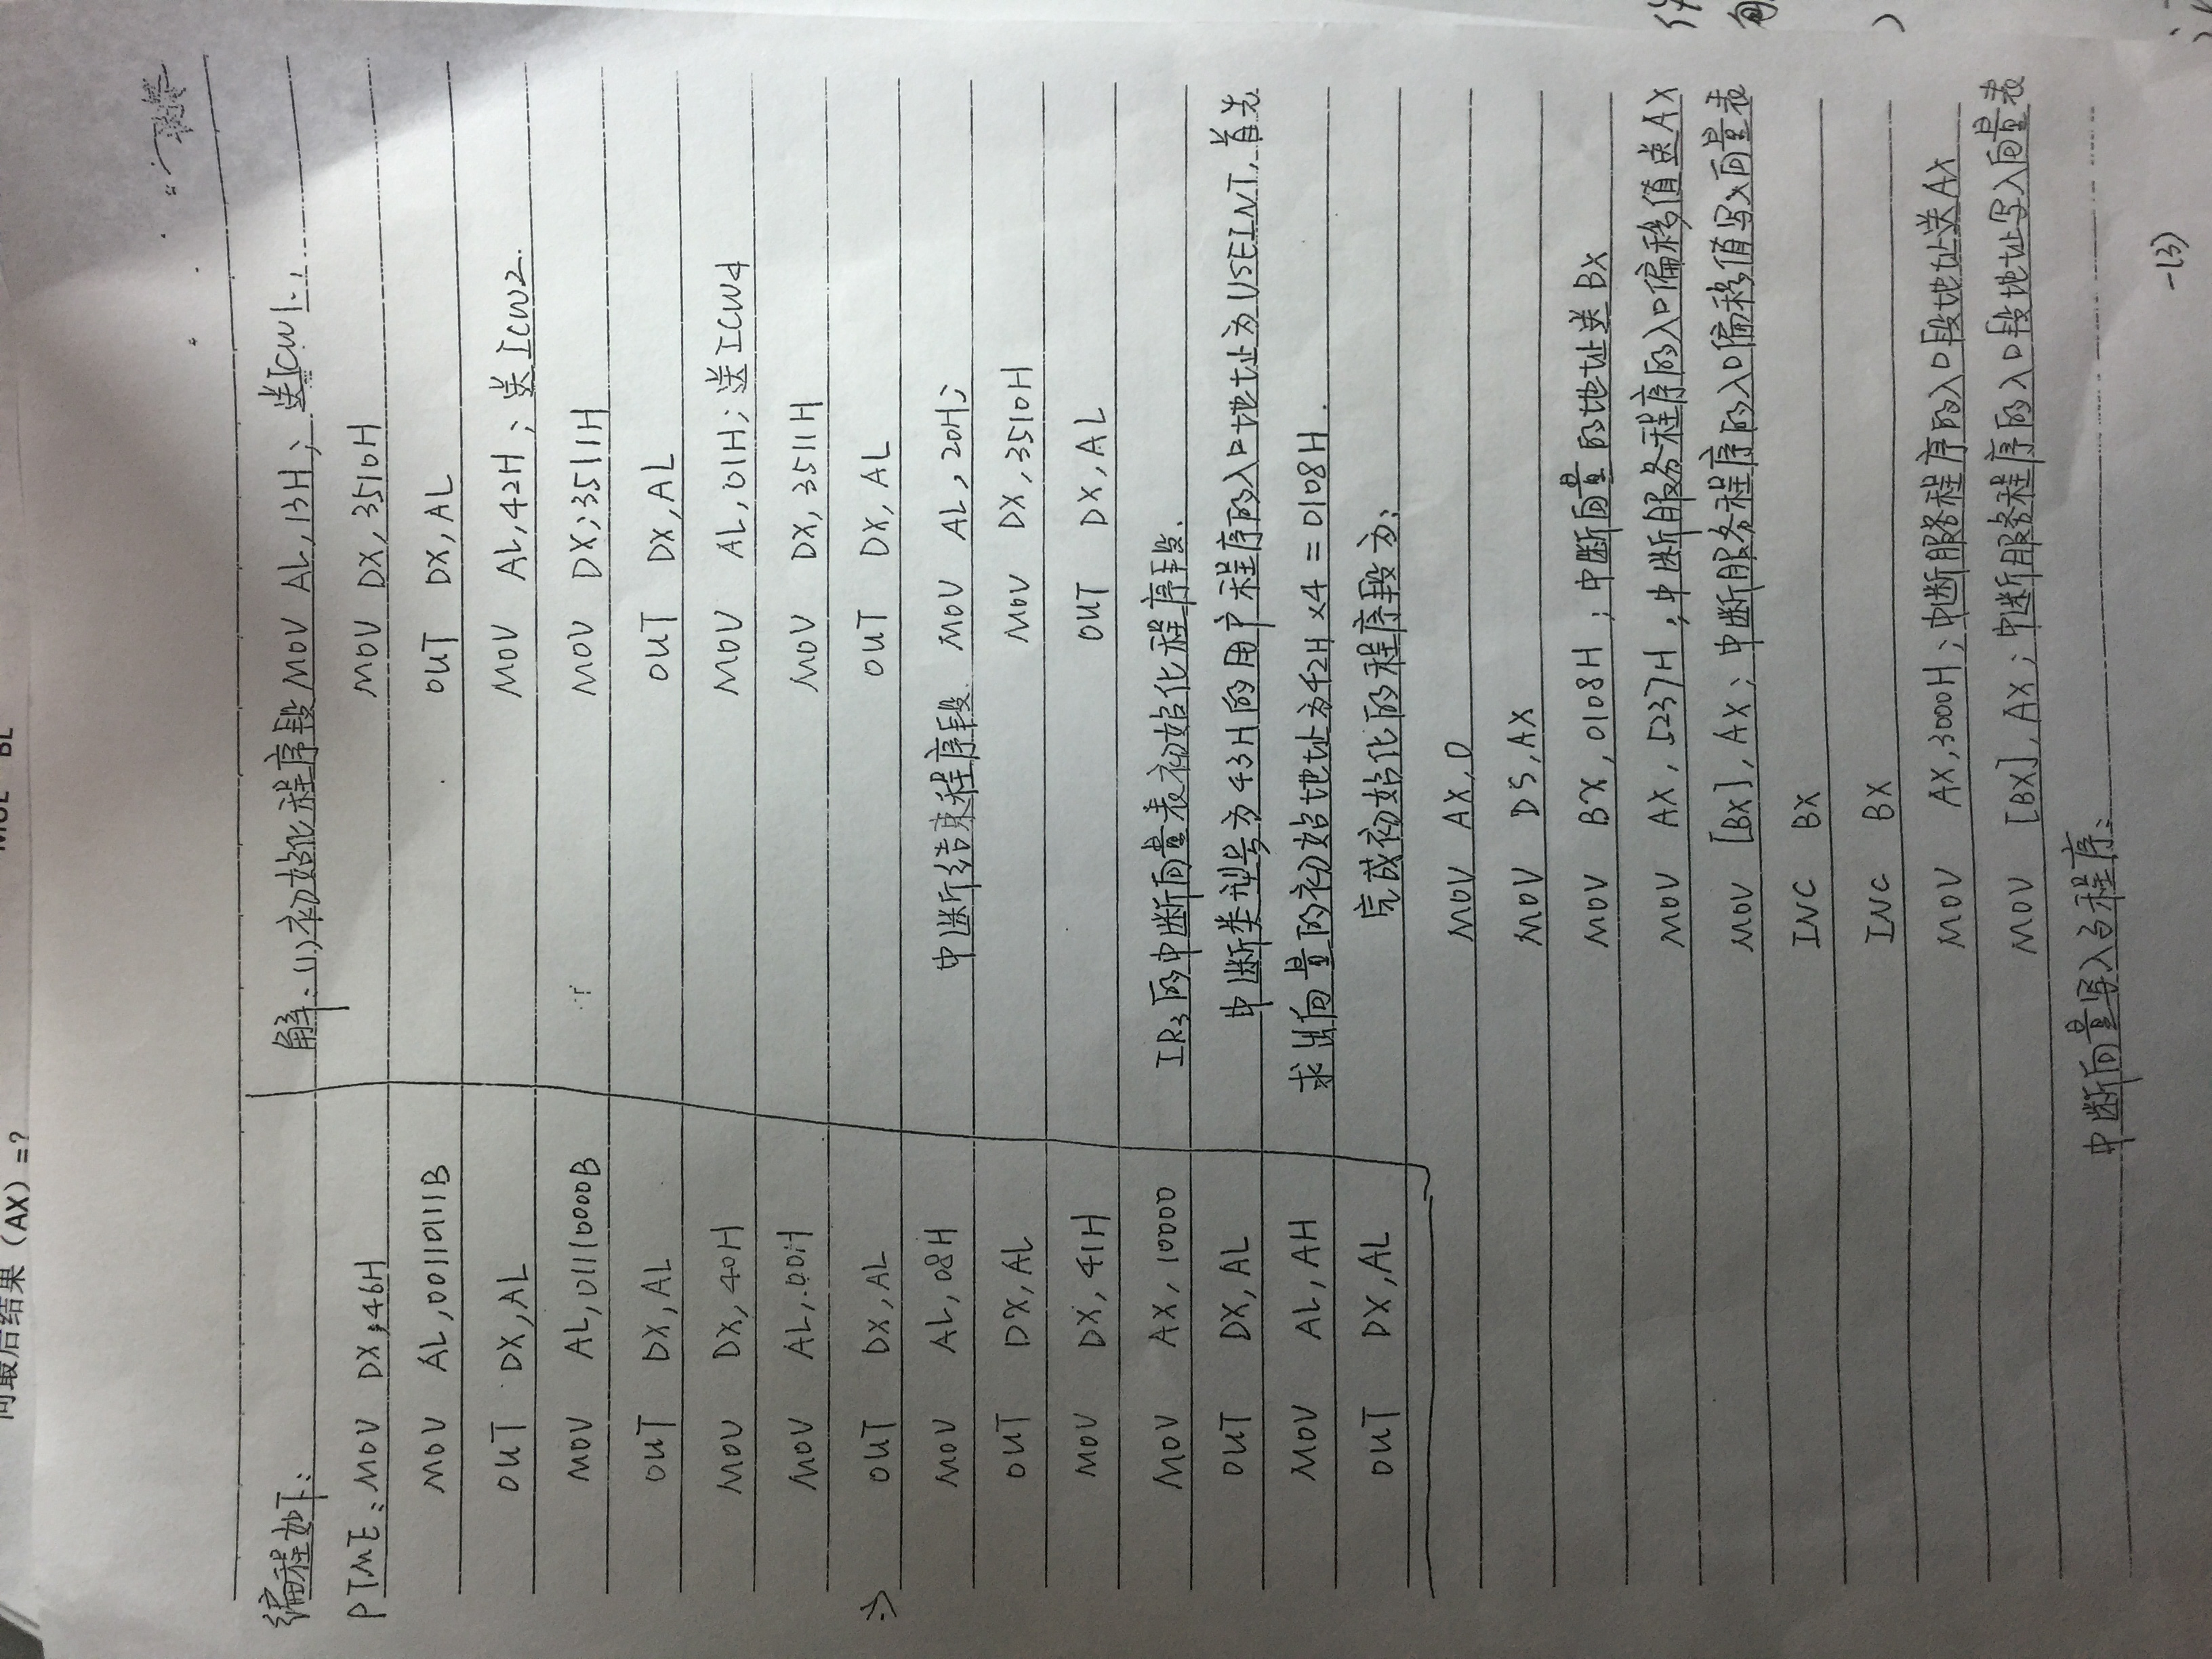 问最后结果（AX）=?
MUL BL
编程如下:
PTME: MOV DX,46H
MOV AL,00110111B
OUT DX,AL
MOV AL,01110000B
OUT DX,AL
MOV DX,40H
MOV AL,00H
OUT DX,AL
MOV AL,08H
OUT DX,AL
MOV DX,41H
MOV AX,10000
OUT DX,AL
MOV AL,AH
OUT DX,AL
解:(1)初始化程序段MOV AL,13H;送ICW1.
MOV DX,3510H
OUT DX,AL
MOV AL,42H;送ICW2.
MOV DX;3511H
OUT DX,AL
MOV AL,01H;送ICW4
MOV DX,3511H
OUT DX,AL
中断结束程序段 MOV AL,20H;
MOV DX,3510H
OUT DX,AL
IR3的中断向量表初始化程序段.
中断类型号为43H的用户程序的入口地址为USEINT,首先
求出向量的初始地址为42H×4=0108H.
完成初始化的程序段为:
MOV AX,0
MOV DS,AX
MOV BX,0108H;中断向量的地址送BX
MOV AX,5237H;中断服务程序的入口偏移值送AX
MOV [BX],AX;中断服务程序的入口偏移值写入向量表
INC BX
INC BX
MOV AX,3000H;中断服务程序的入口段地址送AX
MOV [BX],AX;中断服务程序的入口段地址写入向量表
中断向量写入子程序:
-13)